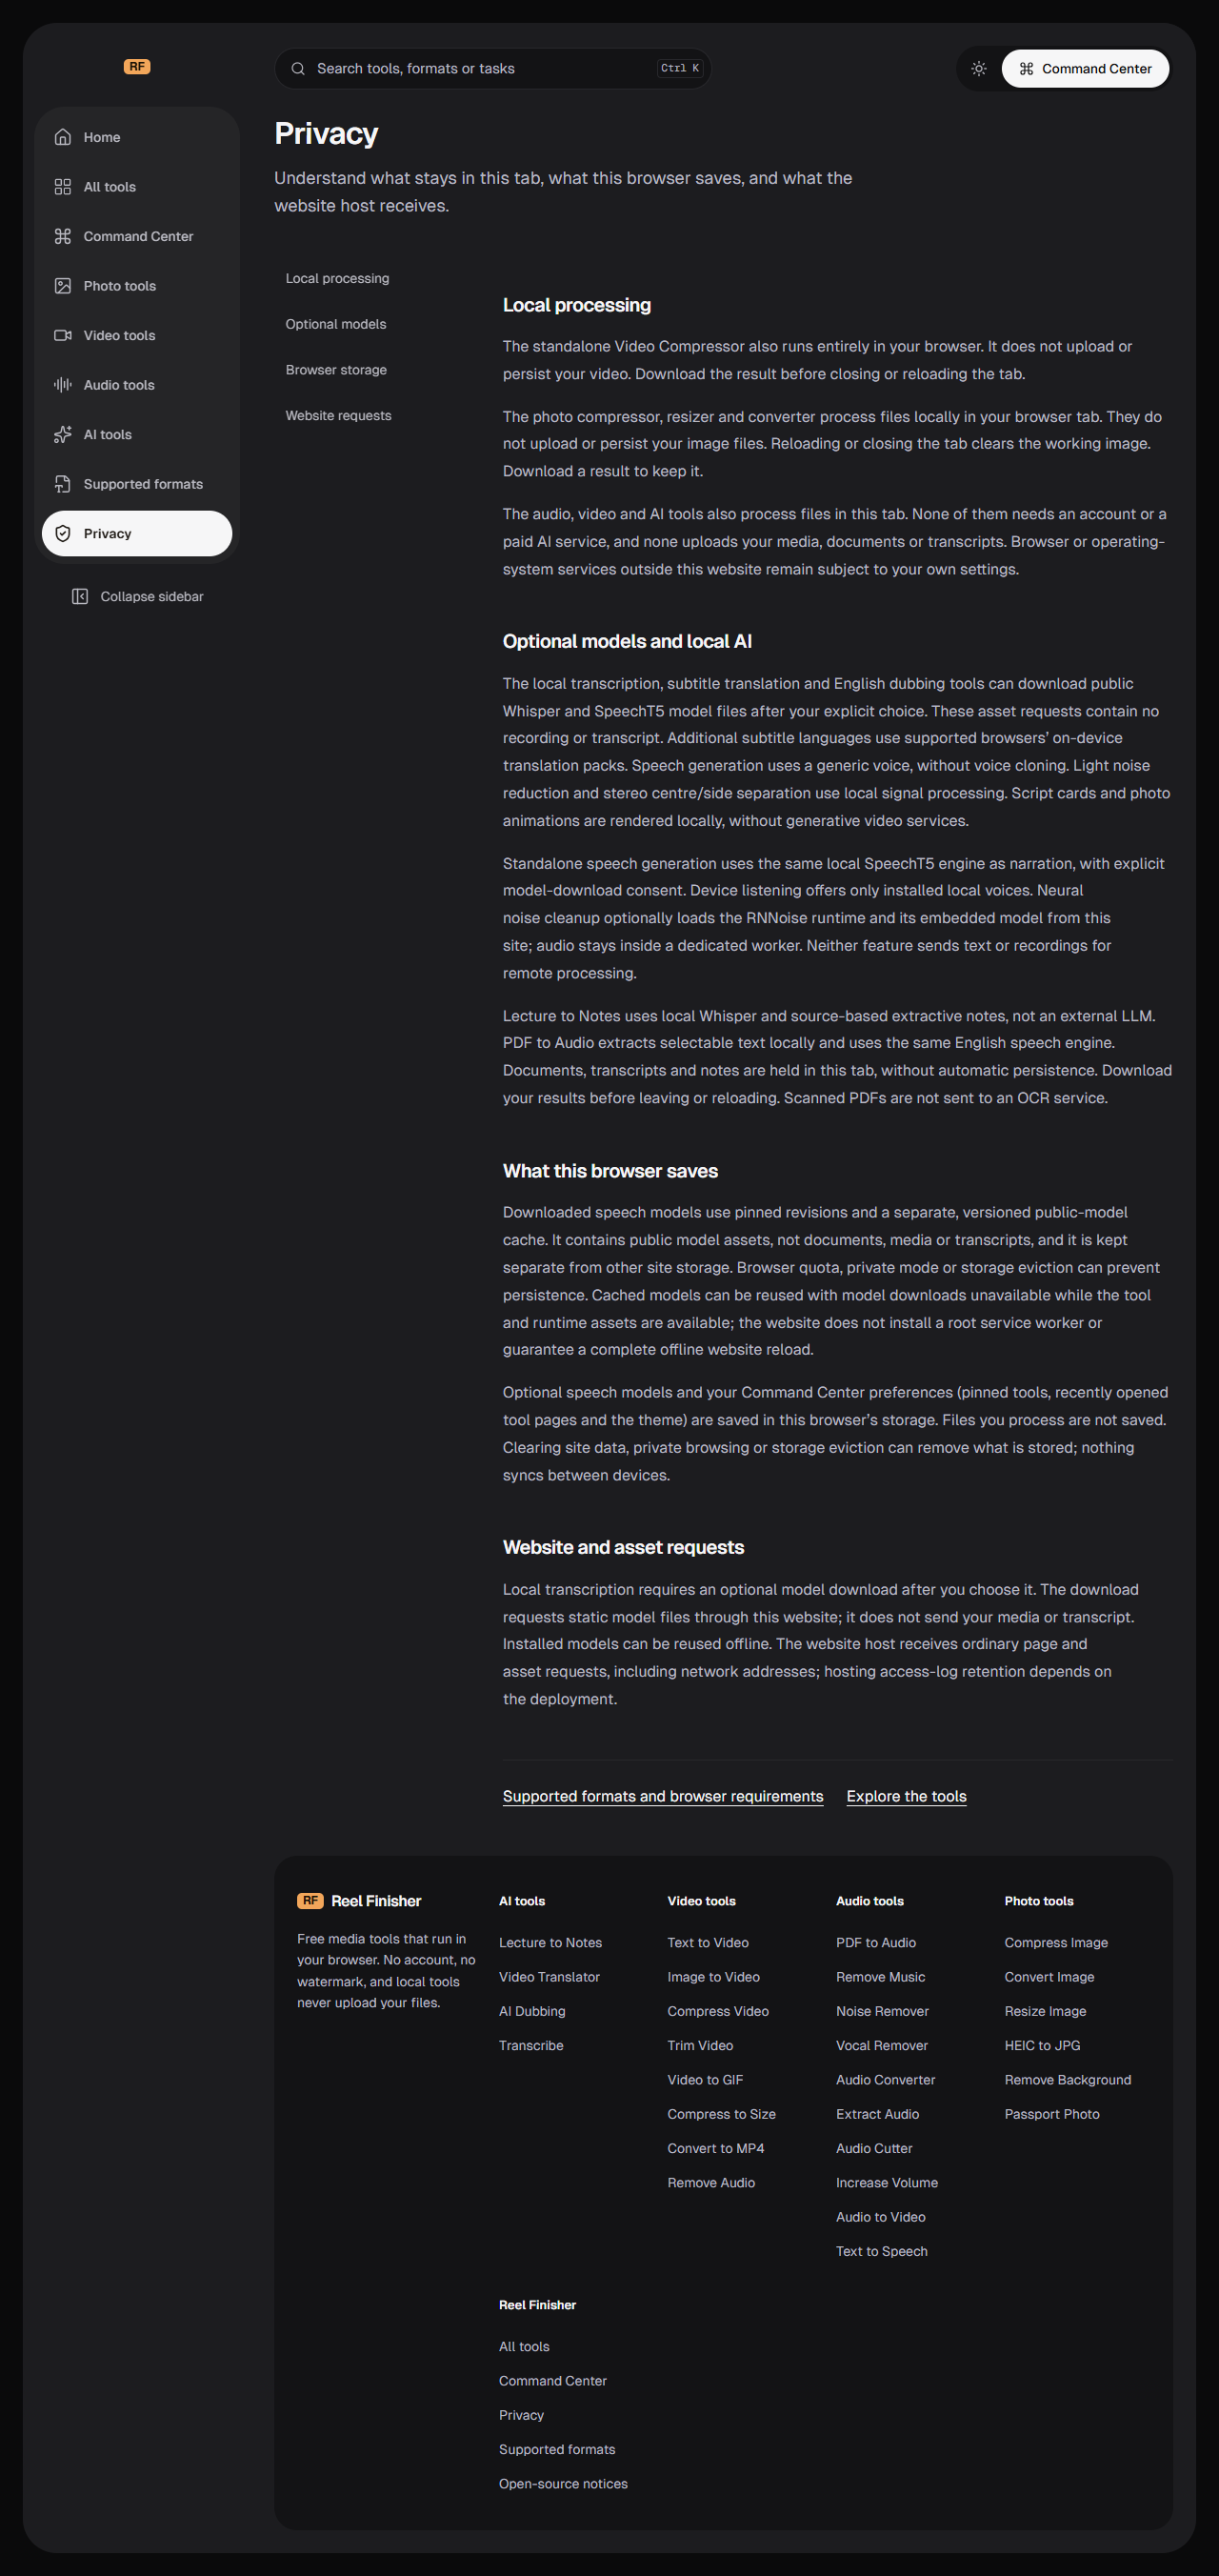 RF
Search tools, formats or tasks
Ctrl K
Command Center
Home
All tools
Command Center
Photo tools
Video tools
Audio tools
AI tools
Supported formats
Privacy
Collapse sidebar
Privacy
Understand what stays in this tab, what this browser saves, and what the
website host receives.
Local processing
Optional models
Browser storage
Website requests
Local processing
The standalone Video Compressor also runs entirely in your browser. It does not upload or
persist your video. Download the result before closing or reloading the tab.
The photo compressor, resizer and converter process files locally in your browser tab. They do
not upload or persist your image files. Reloading or closing the tab clears the working image.
Download a result to keep it.
The audio, video and AI tools also process files in this tab. None of them needs an account or a
paid AI service, and none uploads your media, documents or transcripts. Browser or operating-
system services outside this website remain subject to your own settings.
Optional models and local AI
The local transcription, subtitle translation and English dubbing tools can download public
Whisper and SpeechT5 model files after your explicit choice. These asset requests contain no
recording or transcript. Additional subtitle languages use supported browsers’ on-device
translation packs. Speech generation uses a generic voice, without voice cloning. Light noise
reduction and stereo centre/side separation use local signal processing. Script cards and photo
animations are rendered locally, without generative video services.
Standalone speech generation uses the same local SpeechT5 engine as narration, with explicit
model-download consent. Device listening offers only installed local voices. Neural
noise cleanup optionally loads the RNNoise runtime and its embedded model from this
site; audio stays inside a dedicated worker. Neither feature sends text or recordings for
remote processing.
Lecture to Notes uses local Whisper and source-based extractive notes, not an external LLM.
PDF to Audio extracts selectable text locally and uses the same English speech engine.
Documents, transcripts and notes are held in this tab, without automatic persistence. Download
your results before leaving or reloading. Scanned PDFs are not sent to an OCR service.
What this browser saves
Downloaded speech models use pinned revisions and a separate, versioned public-model
cache. It contains public model assets, not documents, media or transcripts, and it is kept
separate from other site storage. Browser quota, private mode or storage eviction can prevent
persistence. Cached models can be reused with model downloads unavailable while the tool
and runtime assets are available; the website does not install a root service worker or
guarantee a complete offline website reload.
Optional speech models and your Command Center preferences (pinned tools, recently opened
tool pages and the theme) are saved in this browser’s storage. Files you process are not saved.
Clearing site data, private browsing or storage eviction can remove what is stored; nothing
syncs between devices.
Website and asset requests
Local transcription requires an optional model download after you choose it. The download
requests static model files through this website; it does not send your media or transcript.
Installed models can be reused offline. The website host receives ordinary page and
asset requests, including network addresses; hosting access-log retention depends on
the deployment.
Supported formats and browser requirements
Explore the tools
RF Reel Finisher
Free media tools that run in
your browser. No account, no
watermark, and local tools
never upload your files.
AI tools
Lecture to Notes
Video Translator
AI Dubbing
Transcribe
Video tools
Text to Video
Image to Video
Compress Video
Trim Video
Video to GIF
Compress to Size
Convert to MP4
Remove Audio
Audio tools
PDF to Audio
Remove Music
Noise Remover
Vocal Remover
Audio Converter
Extract Audio
Audio Cutter
Increase Volume
Audio to Video
Text to Speech
Photo tools
Compress Image
Convert Image
Resize Image
HEIC to JPG
Remove Background
Passport Photo
Reel Finisher
All tools
Command Center
Privacy
Supported formats
Open-source notices